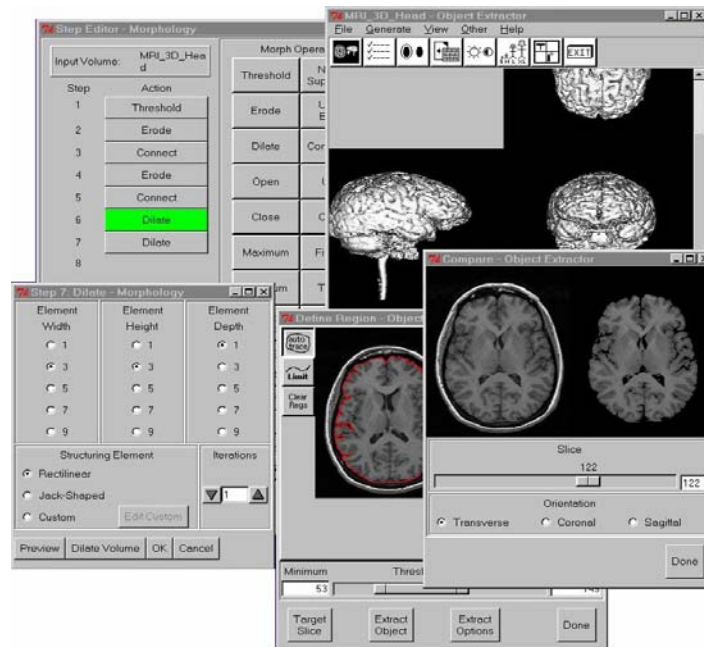 Step Editor - Morphology
Input Volume: MRI_3D_Hea
d
Step Action
1 Threshold
2 Erode
3 Connect
4 Erode
5 Connect
6 Dilate
7 Dilate
8
Morph Opera
Threshold
Erode
Dilate
Open
Close
Maximum
MRI_3D_Head - Object Extractor
File Generate View Other Help
EXIT
Step 7: Dilate - Morphology
Element Width
Element Height
Element Depth
1 1 1
3 3 3
5 5 5
7 7 7
9 9 9
Structuring Element
Rectilinear
Jack-Shaped
Custom
Edit Custom
Iterations
1
Preview Dilate Volume OK Cancel
Define Region - Object
auto trace
Limit
Clear Regs
Minimum Thres
53
Target Slice
Extract Object
Extract Options
Done
Compare - Object Extractor
Slice
122
122
Orientation
Transverse Coronal Sagittal
Done